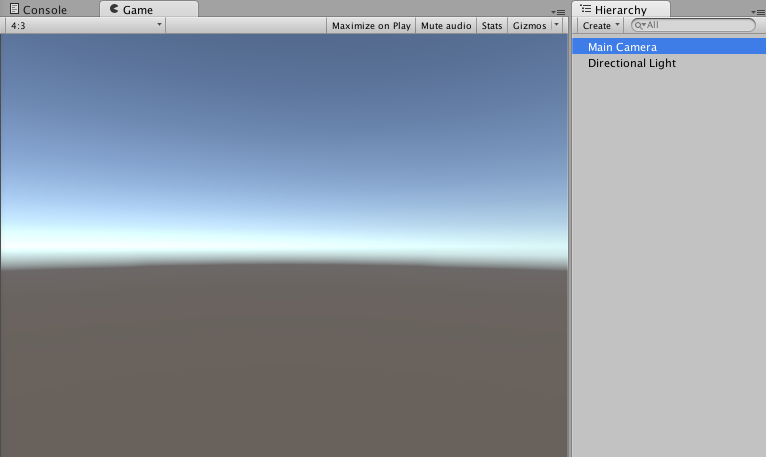 Console Game Hierarchy
4:3 Maximize on Play Mute audio Stats Gizmos Create All
Main Camera
Directional Light